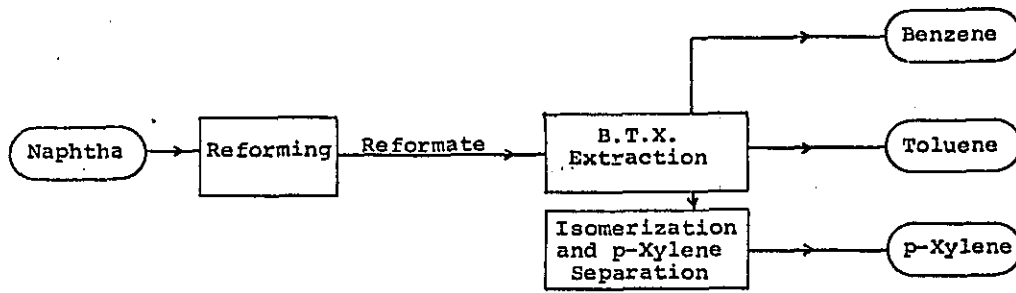 Benzene
Naphtha
Reforming
Reformate
B.T.X.
Extraction
Toluene
Isomerization
and p-Xylene
Separation
p-Xylene